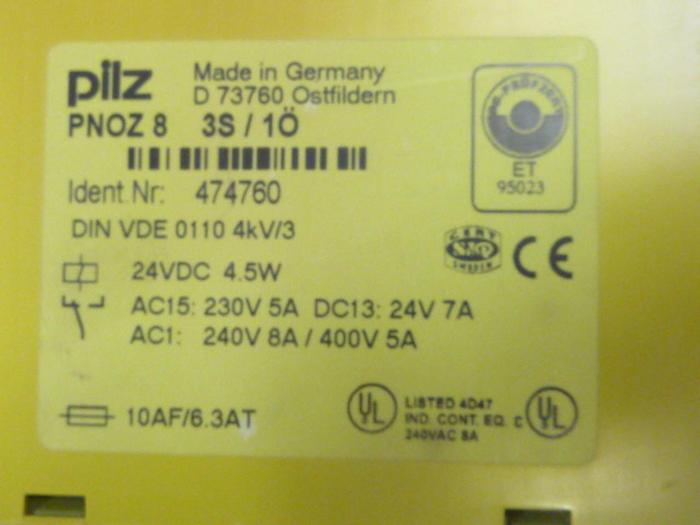 pilz
Made in Germany
D 73760 Ostfildern
PNOZ 8 3S / 1Ö
Ident.Nr: 474760
DIN VDE 0110 4kV/3
ET
95023
CERT
SWEDEN
CE
24VDC 4.5W
AC15: 230V 5A DC13: 24V 7A
AC1: 240V 8A / 400V 5A
10AF/6.3AT
UL
LISTED 4D47
IND. CONT. EQ. C
240VAC 8A
UL